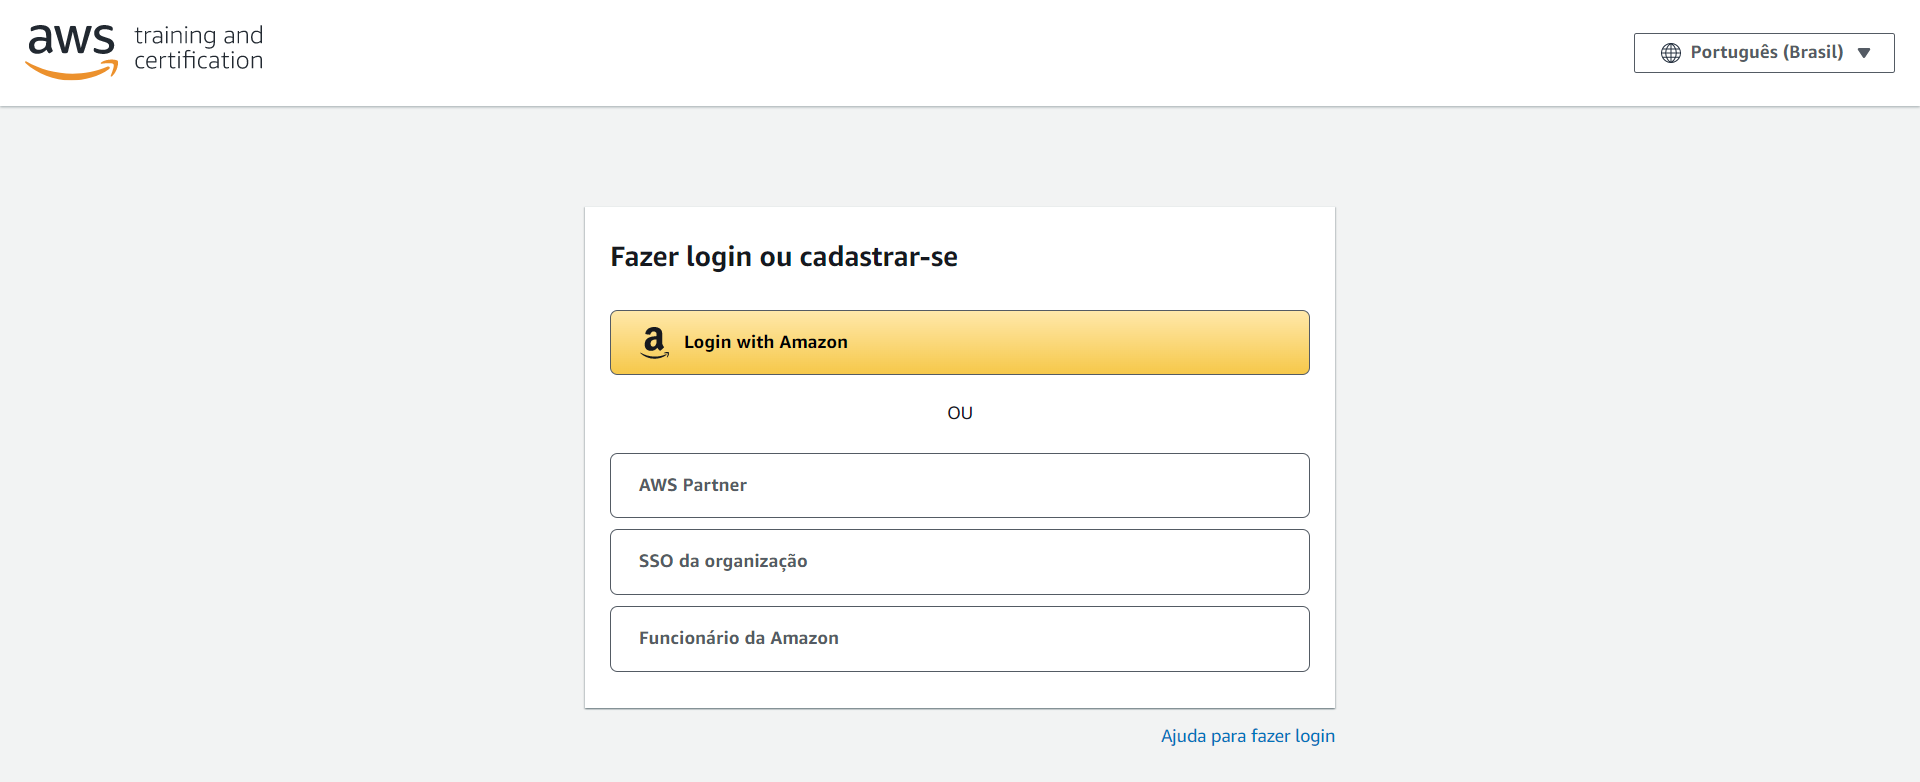 aws training and
certification
Português (Brasil)
Fazer login ou cadastrar-se
a Login with Amazon
OU
AWS Partner
SSO da organização
Funcionário da Amazon
Ajuda para fazer login